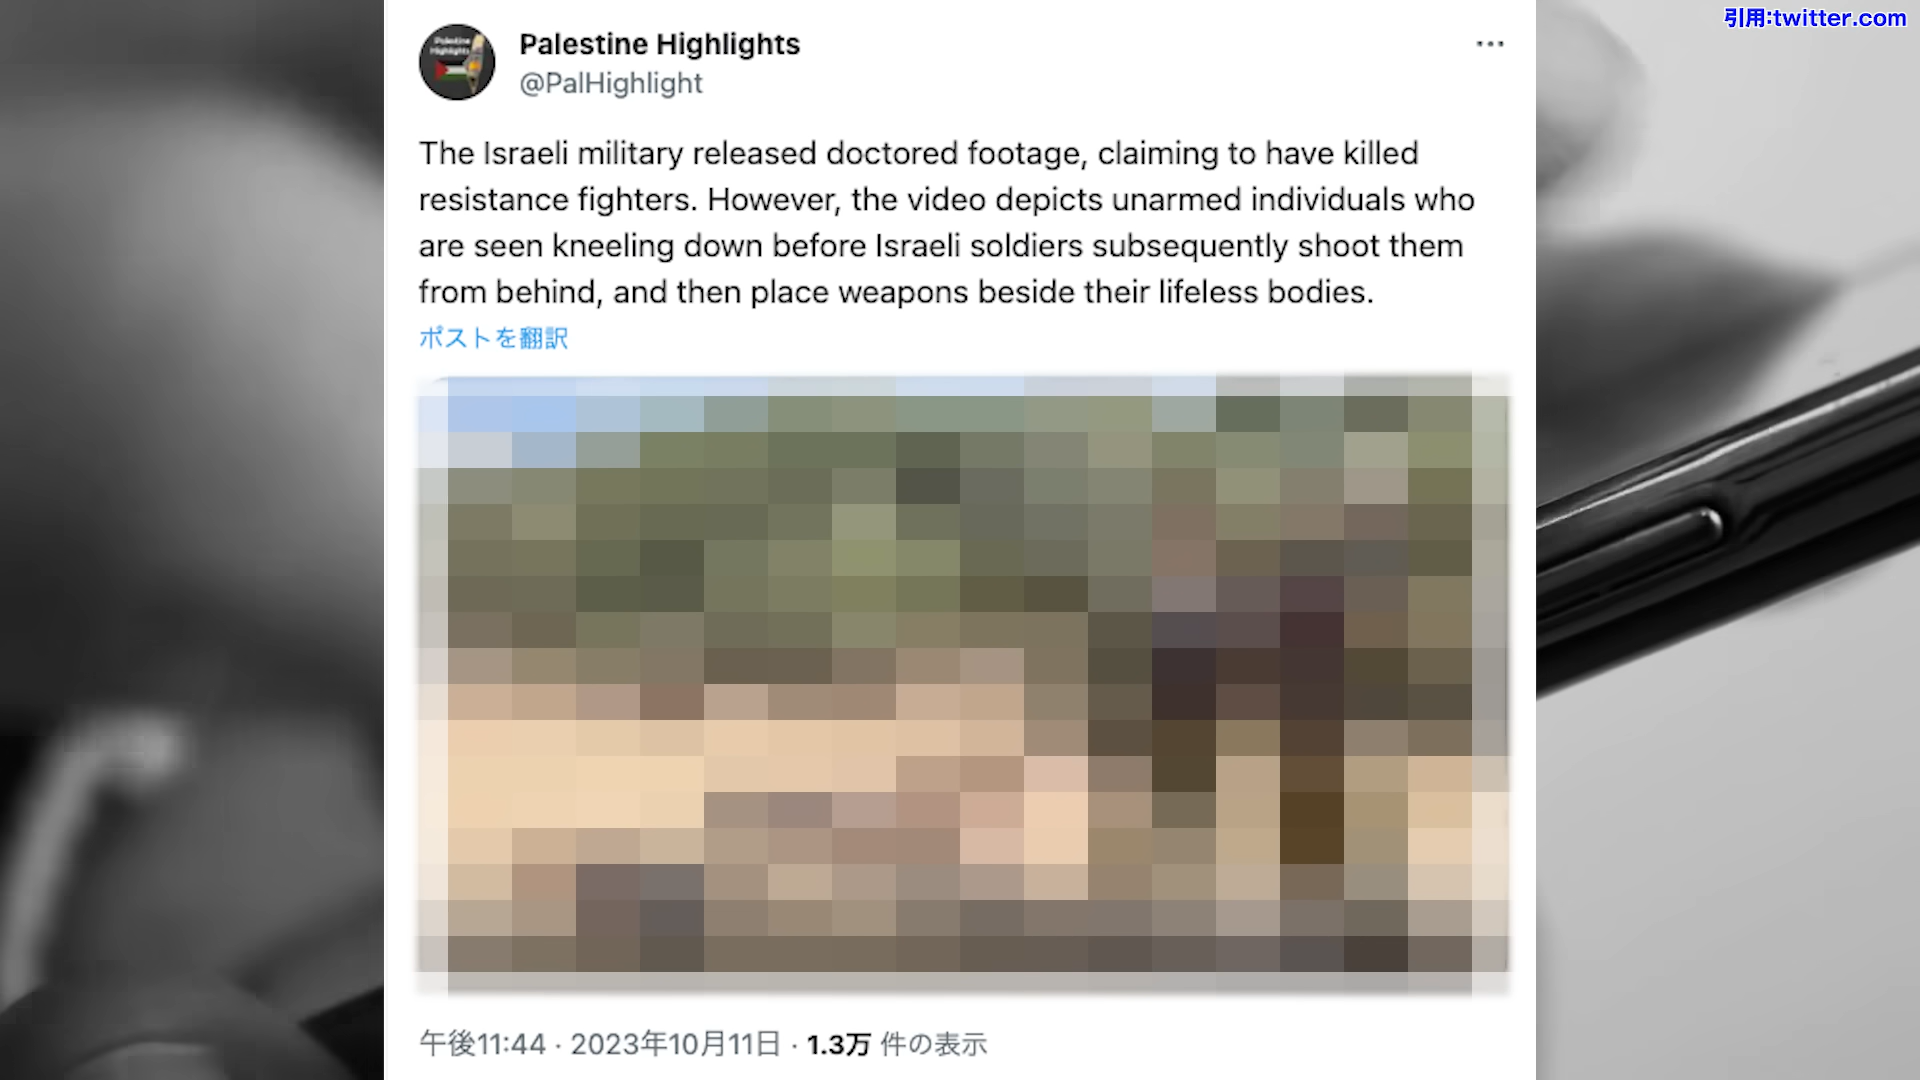 引用:twitter.com
Palestine Highlights
Palestine Highlights
@PalHighlight
The Israeli military released doctored footage, claiming to have killed
resistance fighters. However, the video depicts unarmed individuals who
are seen kneeling down before Israeli soldiers subsequently shoot them
from behind, and then place weapons beside their lifeless bodies.
ポストを翻訳
午後11:44 · 2023年10月11日 · 1.3万 件の表示